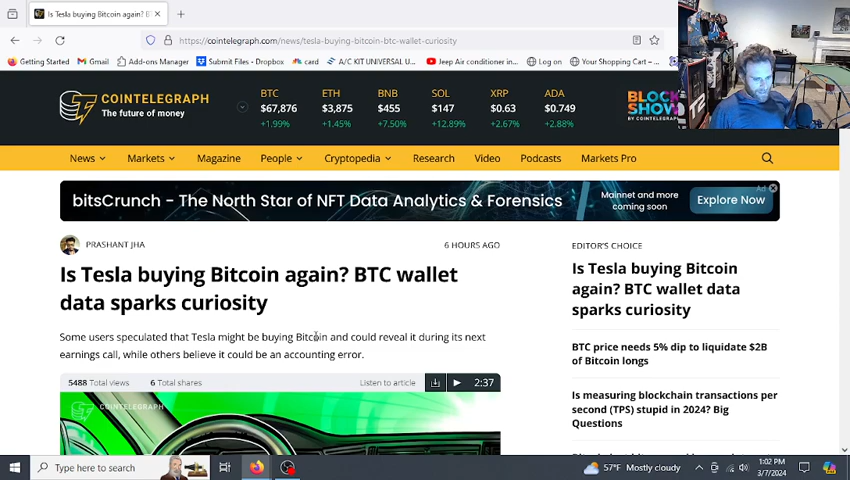 Is Tesla buying Bitcoin again? BT
https://cointelegraph.com/news/tesla-buying-bitcoin-btc-wallet-curiosity
Getting Started
Gmail
Add-ons Manager
Submit Files - Dropbox
card
A/C KIT UNIVERSAL U...
Jeep Air conditioner in...
Log on
Your Shopping Cart -
COINTELEGRAPH
The future of money
BTC ETH BNB SOL XRP ADA
$67,876 $3,875 $455 $147 $0.63 $0.749
+1.99% +1.45% +7.50% +12.89% +2.67% +2.88%
BLOCK
SHOW
BY COINTELEGRAPH
T2
News Markets Magazine People Cryptopedia Research Video Podcasts Markets Pro
bitsCrunch - The North Star of NFT Data Analytics & Forensics
Mainnet and more
coming soon
Explore Now
Ad
PRASHANT JHA
6 HOURS AGO
Is Tesla buying Bitcoin again? BTC wallet
data sparks curiosity
Some users speculated that Tesla might be buying Bitcoin and could reveal it during its next
earnings call, while others believe it could be an accounting error.
5488 Total views 6 Total shares Listen to article 2:37
COINTELEGRAPH
EDITOR'S CHOICE
Is Tesla buying Bitcoin
again? BTC wallet data
sparks curiosity
BTC price needs 5% dip to liquidate $2B
of Bitcoin longs
Is measuring blockchain transactions per
second (TPS) stupid in 2024? Big
Questions
Type here to search
57°F Mostly cloudy
1:02 PM
3/7/2024